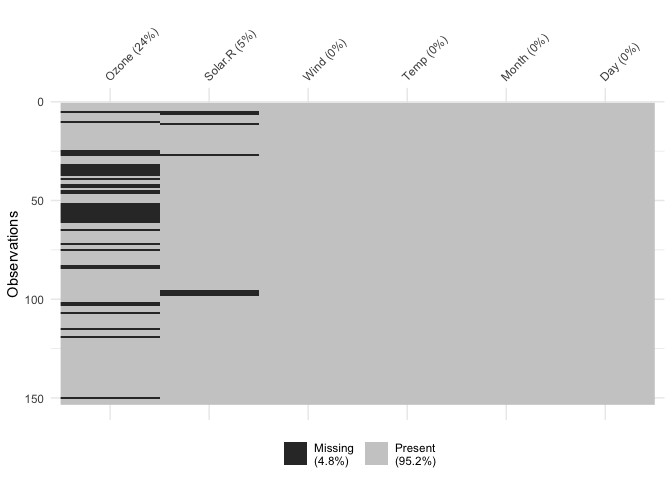 Ozone (24%)
Solar.R (5%)
Wind (0%)
Temp (0%)
Month (0%)
Day (0%)
0
50
100
150
Observations
Missing
(4.8%)
Present
(95.2%)